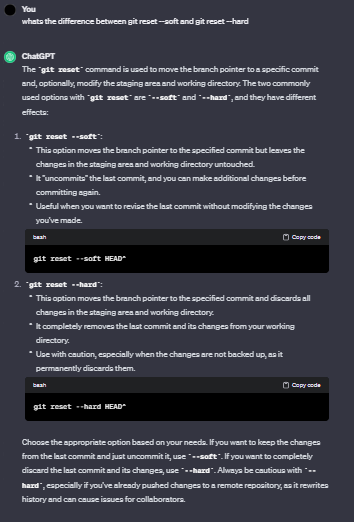 You
whats the difference between git reset --soft and git reset --hard
ChatGPT
The `git reset` command is used to move the branch pointer to a specific commit
and, optionally, modify the staging area and working directory. The two commonly
used options with `git reset` are `--soft` and `--hard`, and they have different
effects:
1. `git reset --soft`:
• This option moves the branch pointer to the specified commit but leaves the
changes in the staging area and working directory untouched.
• It "uncommits" the last commit, and you can make additional changes before
committing again.
• Useful when you want to revise the last commit without modifying the changes
you've made.
bash Copy code
git reset --soft HEAD^
2. `git reset --hard`:
• This option moves the branch pointer to the specified commit and discards all
changes in the staging area and working directory.
• It completely removes the last commit and its changes from your working
directory.
• Use with caution, especially when the changes are not backed up, as it
permanently discards them.
bash Copy code
git reset --hard HEAD^
Choose the appropriate option based on your needs. If you want to keep the changes
from the last commit and just uncommit it, use `--soft`. If you want to completely
discard the last commit and its changes, use `--hard`. Always be cautious with `--
hard`, especially if you've already pushed changes to a remote repository, as it rewrites
history and can cause issues for collaborators.